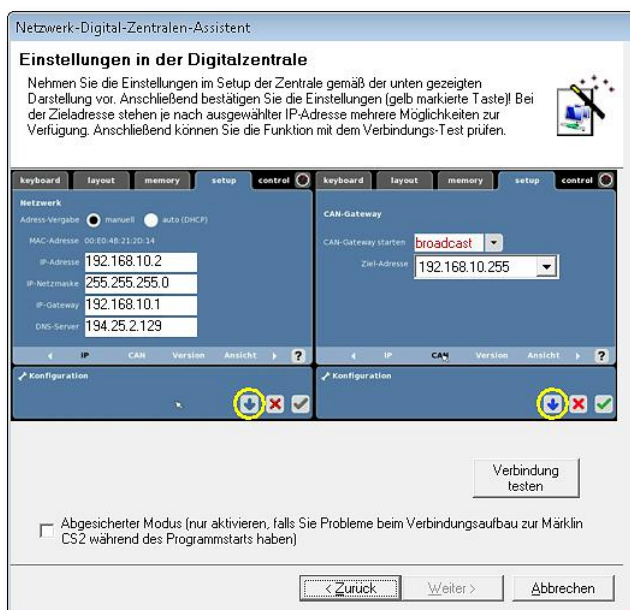 Netzwerk-Digital-Zentralen-Assistent
Einstellungen in der Digitalzentrale
Nehmen Sie die Einstellungen im Setup der Zentrale gemäß der unten gezeigten
Darstellung vor. Anschließend bestätigen Sie die Einstellungen (gelb markierte Taste)! Bei
der Zieladresse stehen je nach ausgewählter IP-Adresse mehrere Möglichkeiten zur
Verfügung. Anschließend können Sie die Funktion mit dem Verbindungs-Test prüfen.
keyboard layout memory setup control
Netzwerk
Adress-Vergabe manuell auto (DHCP)
MAC-Adresse 00:E0:4B:21:2D:14
IP-Adresse 192.168.10.2
IP-Netzmaske 255.255.255.0
IP-Gateway 192.168.10.1
DNS-Server 194.25.2.129
IP CAN Version Ansicht ?
Konfiguration
keyboard layout memory setup control
CAN-Gateway
CAN-Gateway starten broadcast
Ziel-Adresse 192.168.10.255
IP CAN Version Ansicht ?
Konfiguration
Verbindung
testen
Abgesicherter Modus (nur aktivieren, falls Sie Probleme beim Verbindungsaufbau zur Märklin
CS2 während des Programmstarts haben)
< Zurück Weiter > Abbrechen